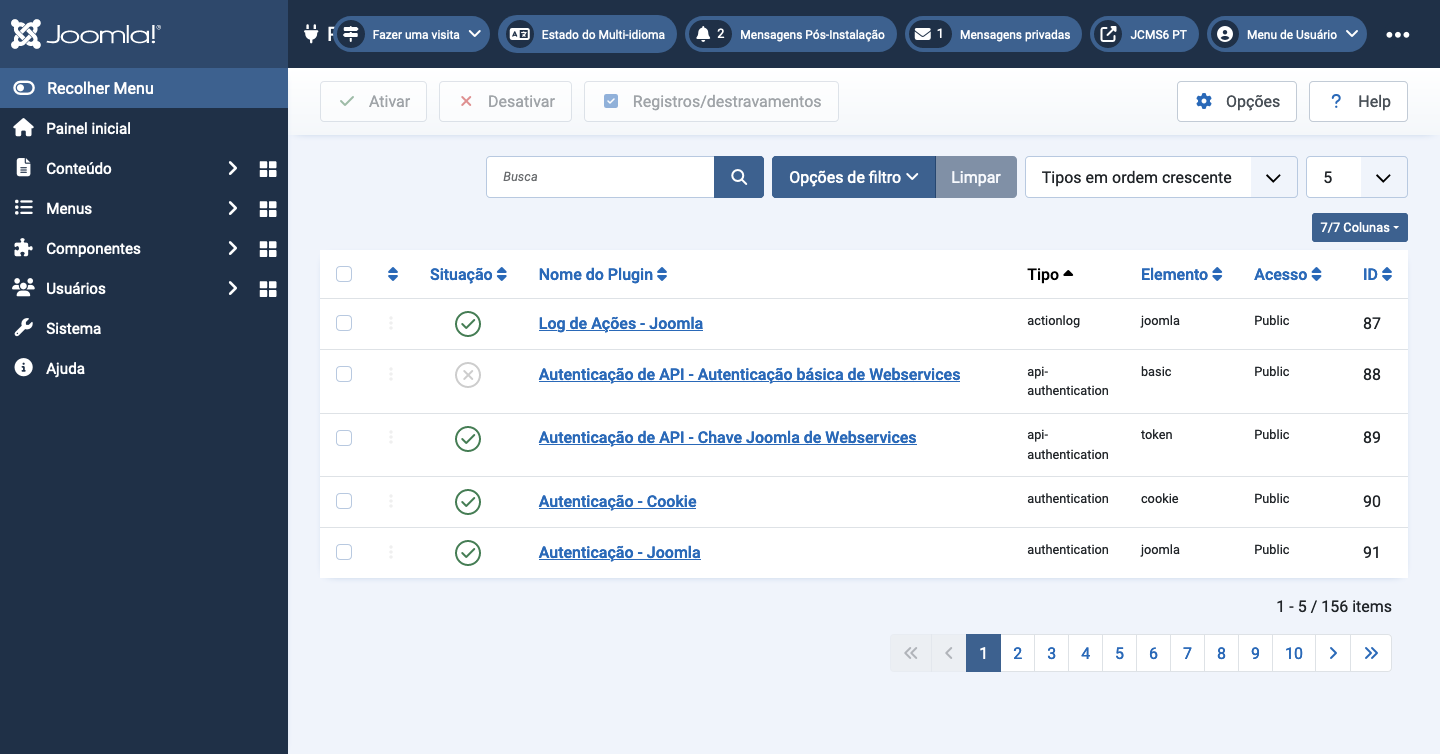 Joomla!®
Fazer uma visita
Estado do Multi-idioma
2 Mensagens Pós-Instalação
1 Mensagens privadas
JCMS6 PT
Menu de Usuário
Recolher Menu
Painel inicial
Conteúdo
Menus
Componentes
Usuários
Sistema
Ajuda
Ativar
Desativar
Registros/destravamentos
Opções
? Help
Busca
Opções de filtro
Limpar
Tipos em ordem crescente
5
7/7 Colunas
Situação Nome do Plugin Tipo Elemento Acesso ID
Log de Ações - Joomla actionlog joomla Public 87
Autenticação de API - Autenticação básica de Webservices api-
authentication basic Public 88
Autenticação de API - Chave Joomla de Webservices api-
authentication token Public 89
Autenticação - Cookie authentication cookie Public 90
Autenticação - Joomla authentication joomla Public 91
1 - 5 / 156 items
1 2 3 4 5 6 7 8 9 10